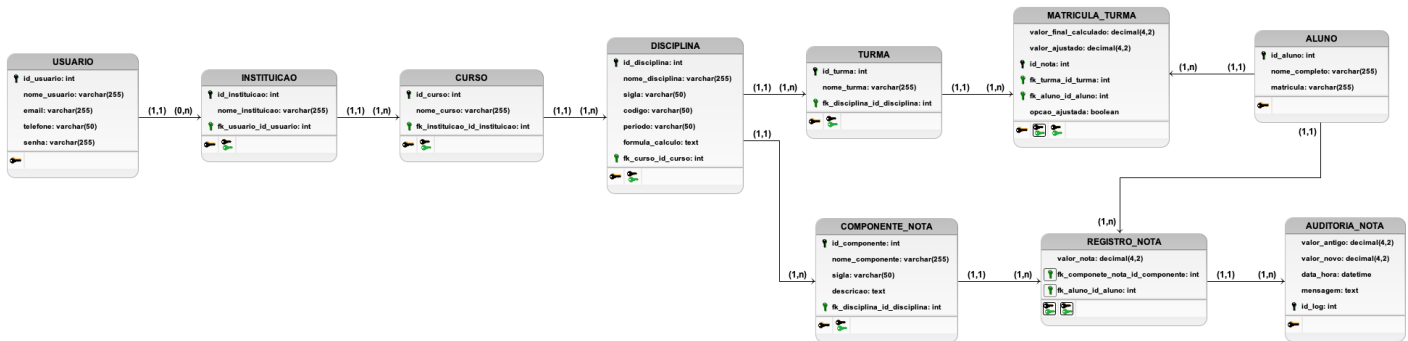 USUARIO
id_usuario: int
nome_usuario: varchar(255)
email: varchar(255)
telefone: varchar(50)
senha: varchar(255)
(1,1) (0,n)
INSTITUICAO
id_instituicao: int
nome_instituicao: varchar(255)
fk_usuario_id_usuario: int
(1,1) (1,n)
CURSO
id_curso: int
nome_curso: varchar(255)
fk_instituicao_id_instituicao: int
(1,1) (1,n)
DISCIPLINA
id_disciplina: int
nome_disciplina: varchar(255)
sigla: varchar(50)
codigo: varchar(50)
periodo: varchar(50)
formula_calculo: text
fk_curso_id_curso: int
(1,1) (1,n)
(1,1)
(1,n)
TURMA
id_turma: int
nome_turma: varchar(255)
fk_disciplina_id_disciplina: int
(1,1) (1,n)
MATRICULA_TURMA
valor_final_calculado: decimal(4,2)
valor_ajustado: decimal(4,2)
id_nota: int
fk_turma_id_turma: int
fk_aluno_id_aluno: int
opcao_ajustada: boolean
(1,n) (1,1)
ALUNO
id_aluno: int
nome_completo: varchar(255)
matricula: varchar(255)
(1,1)
(1,n)
COMPONENTE_NOTA
id_componente: int
nome_componente: varchar(255)
sigla: varchar(50)
descricao: text
fk_disciplina_id_disciplina: int
(1,1) (1,n)
REGISTRO_NOTA
valor_nota: decimal(4,2)
fk_componete_nota_id_componente: int
fk_aluno_id_aluno: int
(1,1) (1,n)
AUDITORIA_NOTA
valor_antigo: decimal(4,2)
valor_novo: decimal(4,2)
data_hora: datetime
mensagem: text
id_log: int